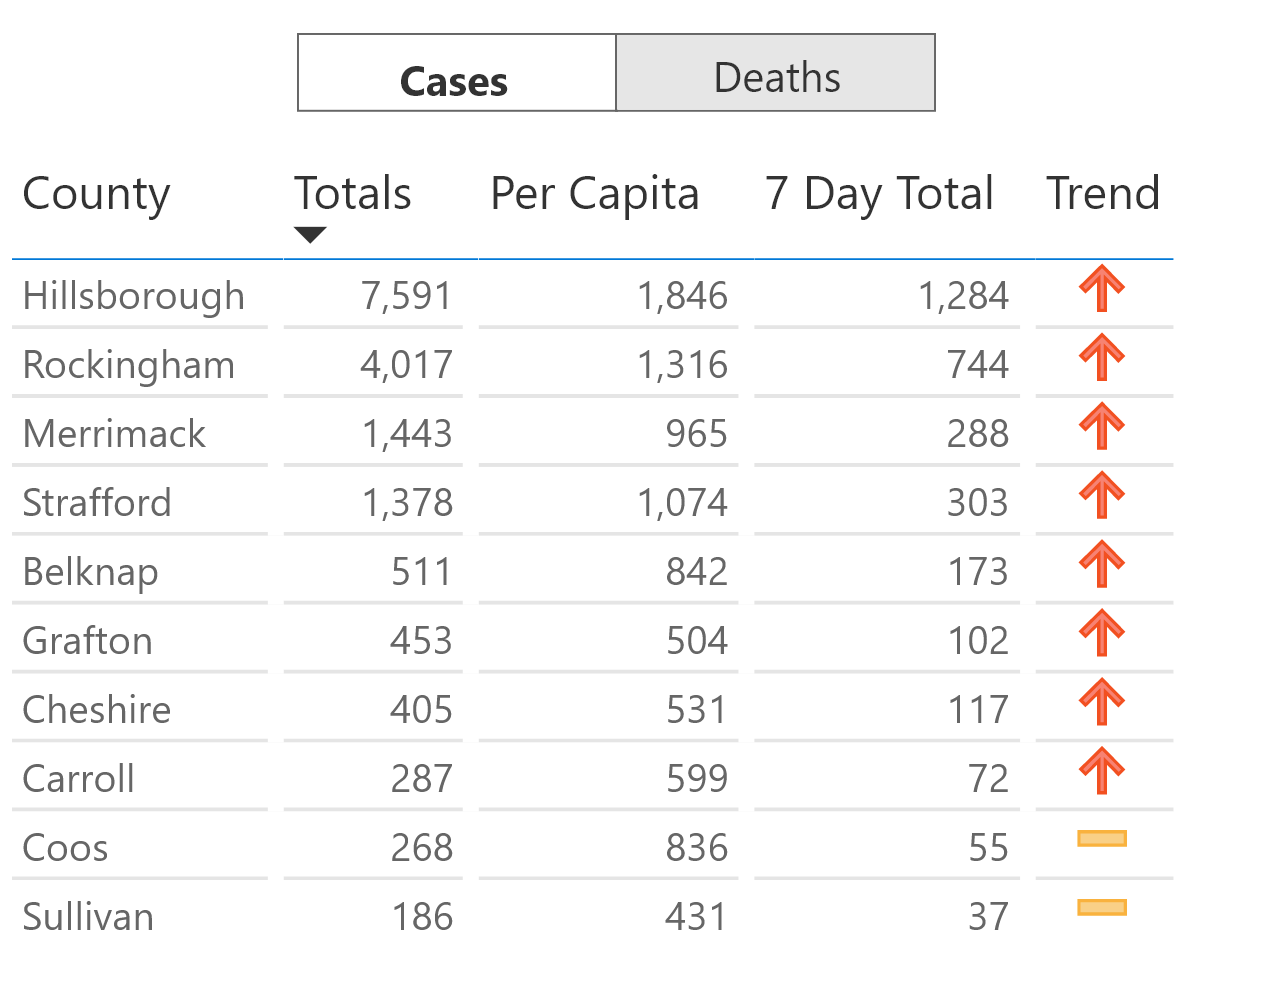 Cases Deaths
County Totals Per Capita 7 Day Total Trend
Hillsborough 7,591 1,846 1,284
Rockingham 4,017 1,316 744
Merrimack 1,443 965 288
Strafford 1,378 1,074 303
Belknap 511 842 173
Grafton 453 504 102
Cheshire 405 531 117
Carroll 287 599 72
Coos 268 836 55
Sullivan 186 431 37